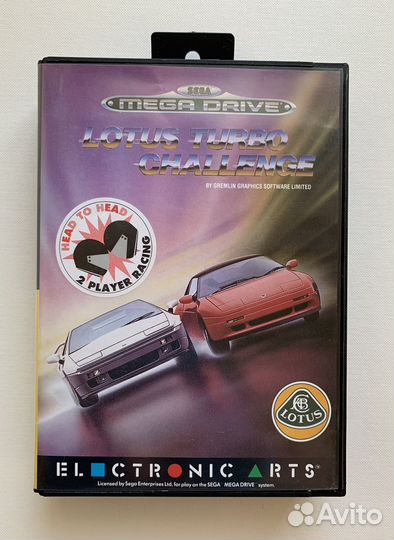 SEGA
MEGA DRIVE
LOTUS TURBO
CHALLENGE
BY GREMLIN GRAPHICS SOFTWARE LIMITED
HEAD TO HEAD
2 PLAYER RACING
LOTUS
ELECTRONIC ARTS™
Licensed by Sega Enterprises Ltd. for play on the SEGA MEGA DRIVE system.
Avito